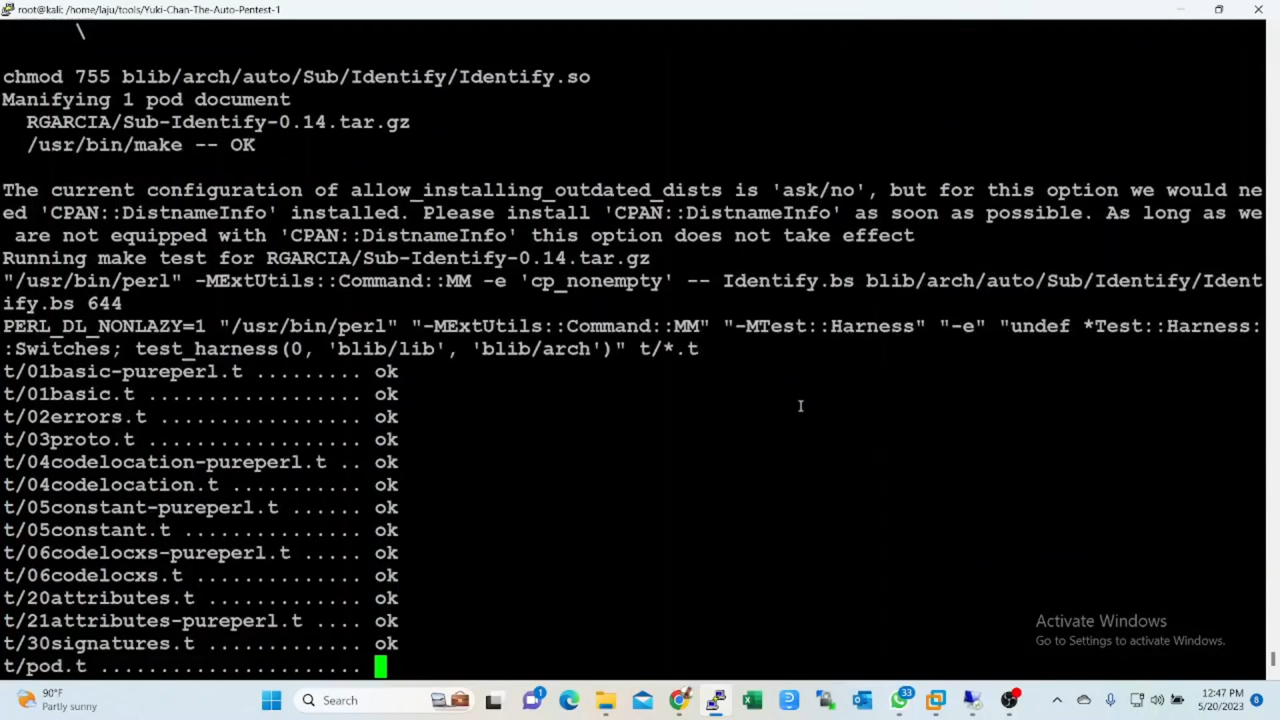 root@kali: /home/laju/tools/Yuki-Chan-The-Auto-Pentest-1
\
chmod 755 blib/arch/auto/Sub/Identify/Identify.so
Manifying 1 pod document
RGARCIA/Sub-Identify-0.14.tar.gz
/usr/bin/make -- OK
The current configuration of allow_installing_outdated_dists is 'ask/no', but for this option we would ne
ed 'CPAN::DistnameInfo' installed. Please install 'CPAN::DistnameInfo' as soon as possible. As long as we
are not equipped with 'CPAN::DistnameInfo' this option does not take effect
Running make test for RGARCIA/Sub-Identify-0.14.tar.gz
"/usr/bin/perl" -MExtUtils::Command::MM -e 'cp_nonempty' -- Identify.bs blib/arch/auto/Sub/Identify/Ident
ify.bs 644
PERL_DL_NONLAZY=1 "/usr/bin/perl" "-MExtUtils::Command::MM" "-MTest::Harness" "-e" "undef *Test::Harness:
:Switches; test_harness(0, 'blib/lib', 'blib/arch')" t/*.t
t/01basic-pureperl.t ......... ok
t/01basic.t .................. ok
t/02errors.t ................. ok
t/03proto.t .................. ok
t/04codelocation-pureperl.t .. ok
t/04codelocation.t ........... ok
t/05constant-pureperl.t ...... ok
t/05constant.t ............... ok
t/06codelocxs-pureperl.t ..... ok
t/06codelocxs.t .............. ok
t/20attributes.t ............. ok
t/21attributes-pureperl.t .... ok
t/30signatures.t ............. ok
t/pod.t ......................
Activate Windows
Go to Settings to activate Windows.
90°F
Partly sunny
Search
1
33
12:47 PM
5/20/2023
8